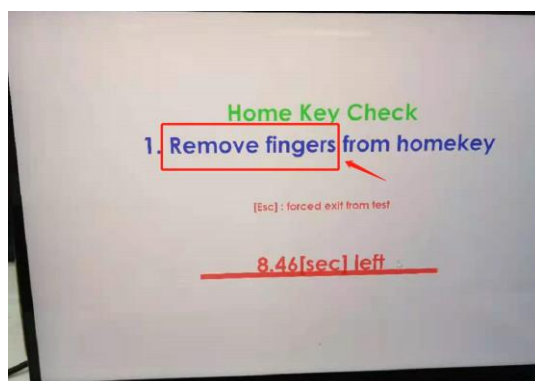 Home Key Check
1. Remove fingers from homekey
[Esc] : forced exit from test
8.46[sec] left